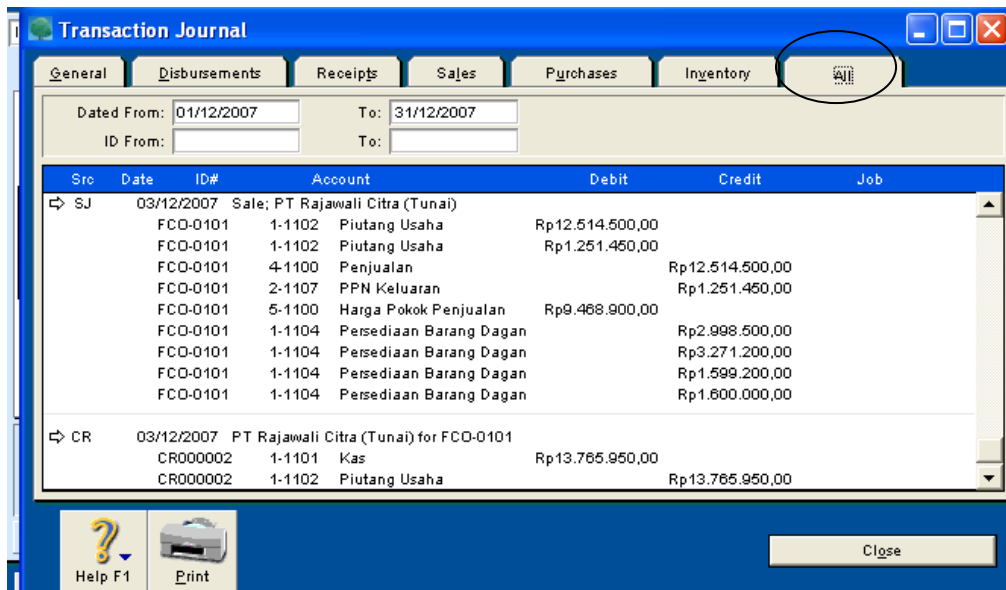 Transaction Journal
General Disbursements Receipts Sales Purchases Inventory All
Dated From: 01/12/2007 To: 31/12/2007
ID From: To:
Src Date ID# Account Debit Credit Job
SJ 03/12/2007 Sale; PT Rajawali Citra (Tunai)
FCO-0101 1-1102 Piutang Usaha Rp12.514.500,00
FCO-0101 1-1102 Piutang Usaha Rp1.251.450,00
FCO-0101 4-1100 Penjualan Rp12.514.500,00
FCO-0101 2-1107 PPN Keluaran Rp1.251.450,00
FCO-0101 5-1100 Harga Pokok Penjualan Rp9.468.900,00
FCO-0101 1-1104 Persediaan Barang Dagan Rp2.998.500,00
FCO-0101 1-1104 Persediaan Barang Dagan Rp3.271.200,00
FCO-0101 1-1104 Persediaan Barang Dagan Rp1.599.200,00
FCO-0101 1-1104 Persediaan Barang Dagan Rp1.600.000,00
CR 03/12/2007 PT Rajawali Citra (Tunai) for FCO-0101
CR000002 1-1101 Kas Rp13.765.950,00
CR000002 1-1102 Piutang Usaha Rp13.765.950,00
Help F1 Print Close